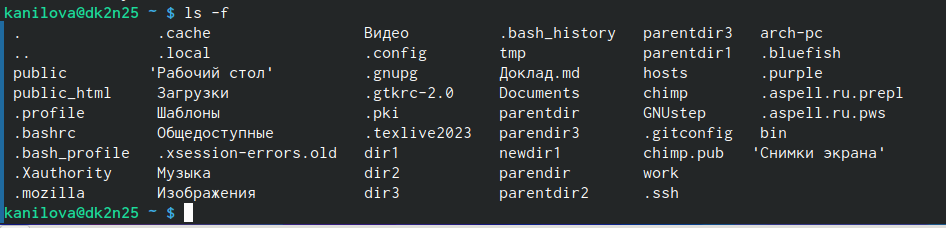 kanilova@dk2n25 ~ $ ls -f
. .cache Видео .bash_history parentdir3 arch-pc
.. .local .config tmp parentdir1 .bluefish
public 'Рабочий стол' .gnupg Доклад.md hosts .purple
public_html Загрузки .gtkrc-2.0 Documents chimp .aspell.ru.prepl
.profile Шаблоны .pki parentdir GNUstep .aspell.ru.pws
.bashrc Общедоступные .texlive2023 parendir3 .gitconfig bin
.bash_profile .xsession-errors.old dir1 newdir1 chimp.pub 'Снимки экрана'
.Xauthority Музыка dir2 parendir work
.mozilla Изображения dir3 parentdir2 .ssh
kanilova@dk2n25 ~ $